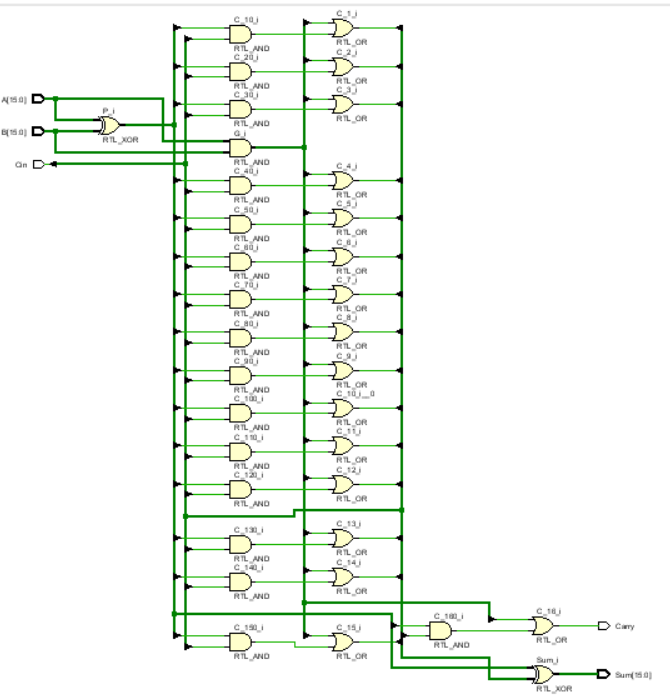 C_10_i
RTL_AND
C_1_i
RTL_OR
C_20_i
RTL_AND
C_2_i
RTL_OR
C_30_i
RTL_AND
C_3_i
RTL_OR
A[15:0]
P_i
RTL_XOR
B[15:0]
G_i
RTL_AND
Cin
C_40_i
RTL_AND
C_4_i
RTL_OR
C_50_i
RTL_AND
C_5_i
RTL_OR
C_60_i
RTL_AND
C_6_i
RTL_OR
C_70_i
RTL_AND
C_7_i
RTL_OR
C_80_i
RTL_AND
C_8_i
RTL_OR
C_90_i
RTL_AND
C_9_i
RTL_OR
C_100_i
RTL_AND
C_10_i__0
RTL_OR
C_110_i
RTL_AND
C_11_i
RTL_OR
C_120_i
RTL_AND
C_12_i
RTL_OR
C_130_i
RTL_AND
C_13_i
RTL_OR
C_140_i
RTL_AND
C_14_i
RTL_OR
C_150_i
RTL_AND
C_15_i
RTL_OR
C_160_i
RTL_AND
C_16_i
RTL_OR
Carry
Sum_i
RTL_XOR
Sum[15:0]